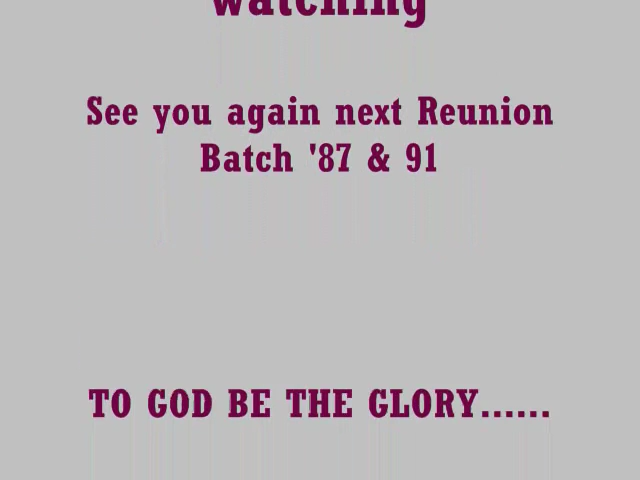 watching
See you again next Reunion
Batch '87 & 91
TO GOD BE THE GLORY......